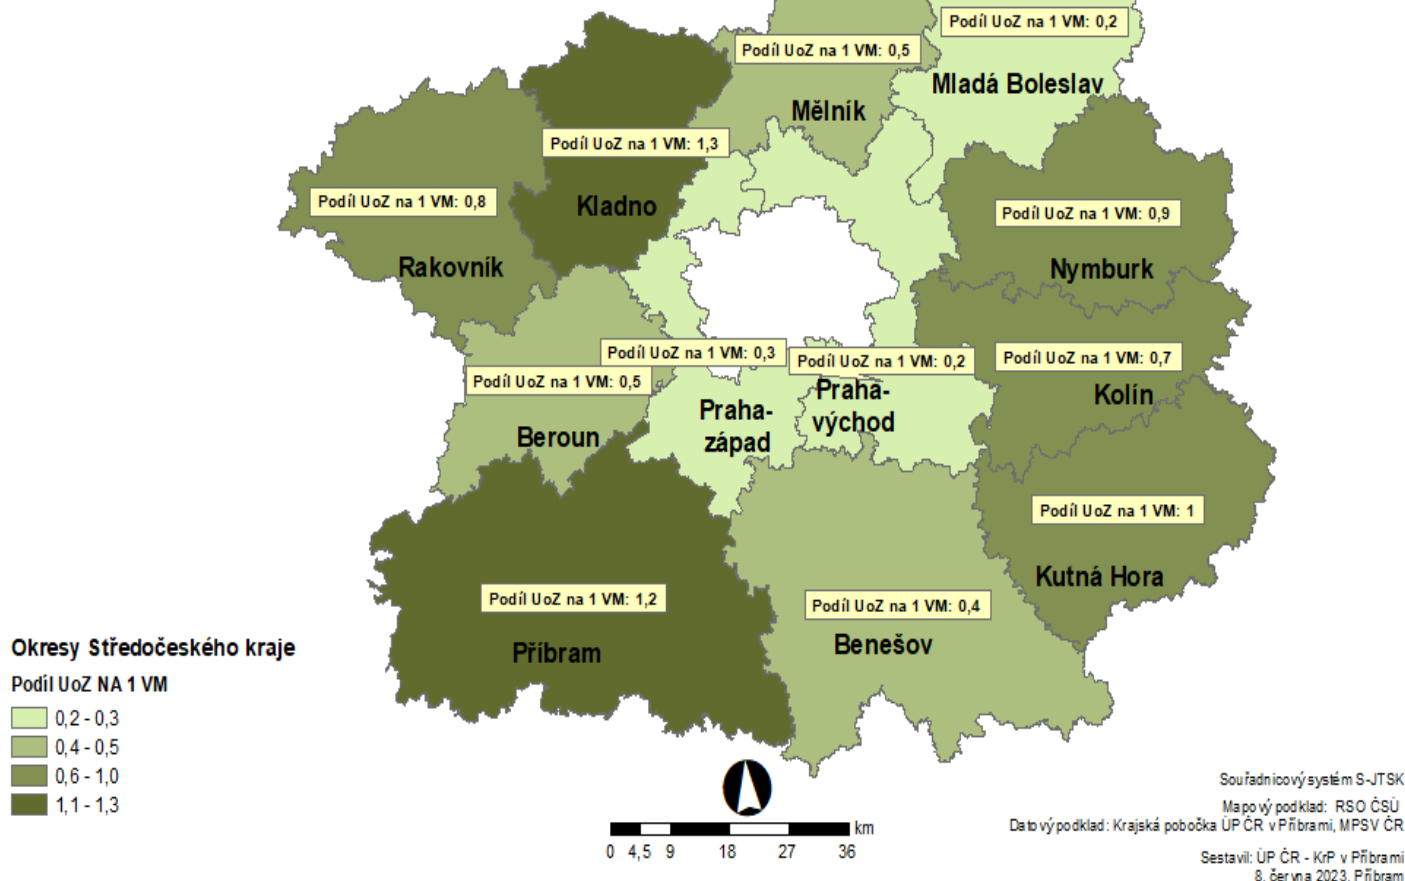 Podíl UoZ na 1 VM: 0,2
Podíl UoZ na 1 VM: 0,5
Mladá Boleslav
Mělník
Podíl UoZ na 1 VM: 1,3
Podíl UoZ na 1 VM: 0,8
Kladno
Podíl UoZ na 1 VM: 0,9
Rakovník
Nymburk
Podíl UoZ na 1 VM: 0,3
Podíl UoZ na 1 VM: 0,2
Podíl UoZ na 1 VM: 0,7
Podíl UoZ na 1 VM: 0,5
Kolín
Praha-
východ
Praha-
západ
Beroun
Podíl UoZ na 1 VM: 1
Kutná Hora
Podíl UoZ na 1 VM: 1,2
Podíl UoZ na 1 VM: 0,4
Příbram
Benešov
Okresy Středočeského kraje
Podíl UoZ NA 1 VM
0,2 - 0,3
0,4 - 0,5
0,6 - 1,0
1,1 - 1,3
km
0 4,5 9 18 27 36
Souřadnicový systém S-JTSK
Mapový podklad: RSO ČSÚ
Datový podklad: Krajská pobočka ÚP ČR v Příbrami, MPSV ČR
Sestavil: ÚP ČR - KrP v Příbrami
8. června 2023, Příbram